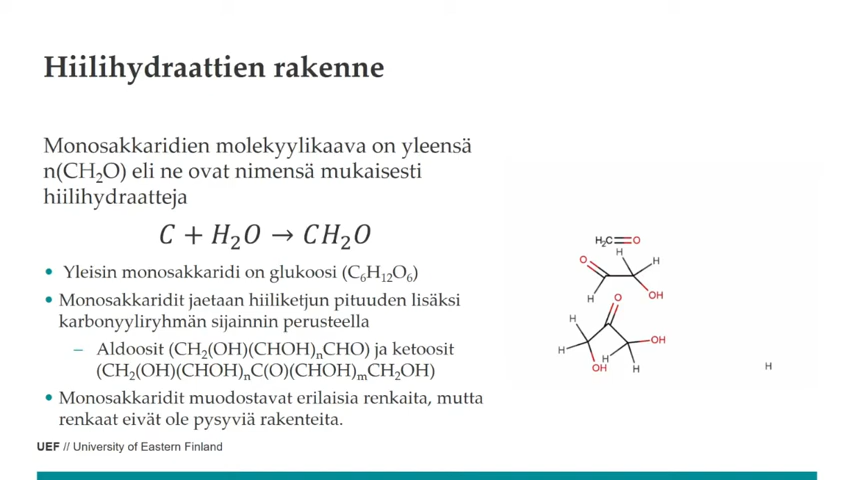 Hiilihydraattien rakenne
Monosakkaridien molekyylikaava on yleensä
n(CH₂O) eli ne ovat nimensä mukaisesti
hiilihydraatteja
C + H₂O → CH₂O
• Yleisin monosakkaridi on glukoosi (C₆H₁₂O₆)
• Monosakkaridit jaetaan hiiliketjun pituuden lisäksi
karbonyyliryhmän sijainnin perusteella
– Aldoosit (CH₂(OH)(CHOH)ₙCHO) ja ketoosit
(CH₂(OH)(CHOH)ₙC(O)(CHOH)ₘCH₂OH)
• Monosakkaridit muodostavat erilaisia renkaita, mutta
renkaat eivät ole pysyviä rakenteita.
H₂C O
H
O H
H OH
O
H
OH
H H
OH H
H
UEF // University of Eastern Finland